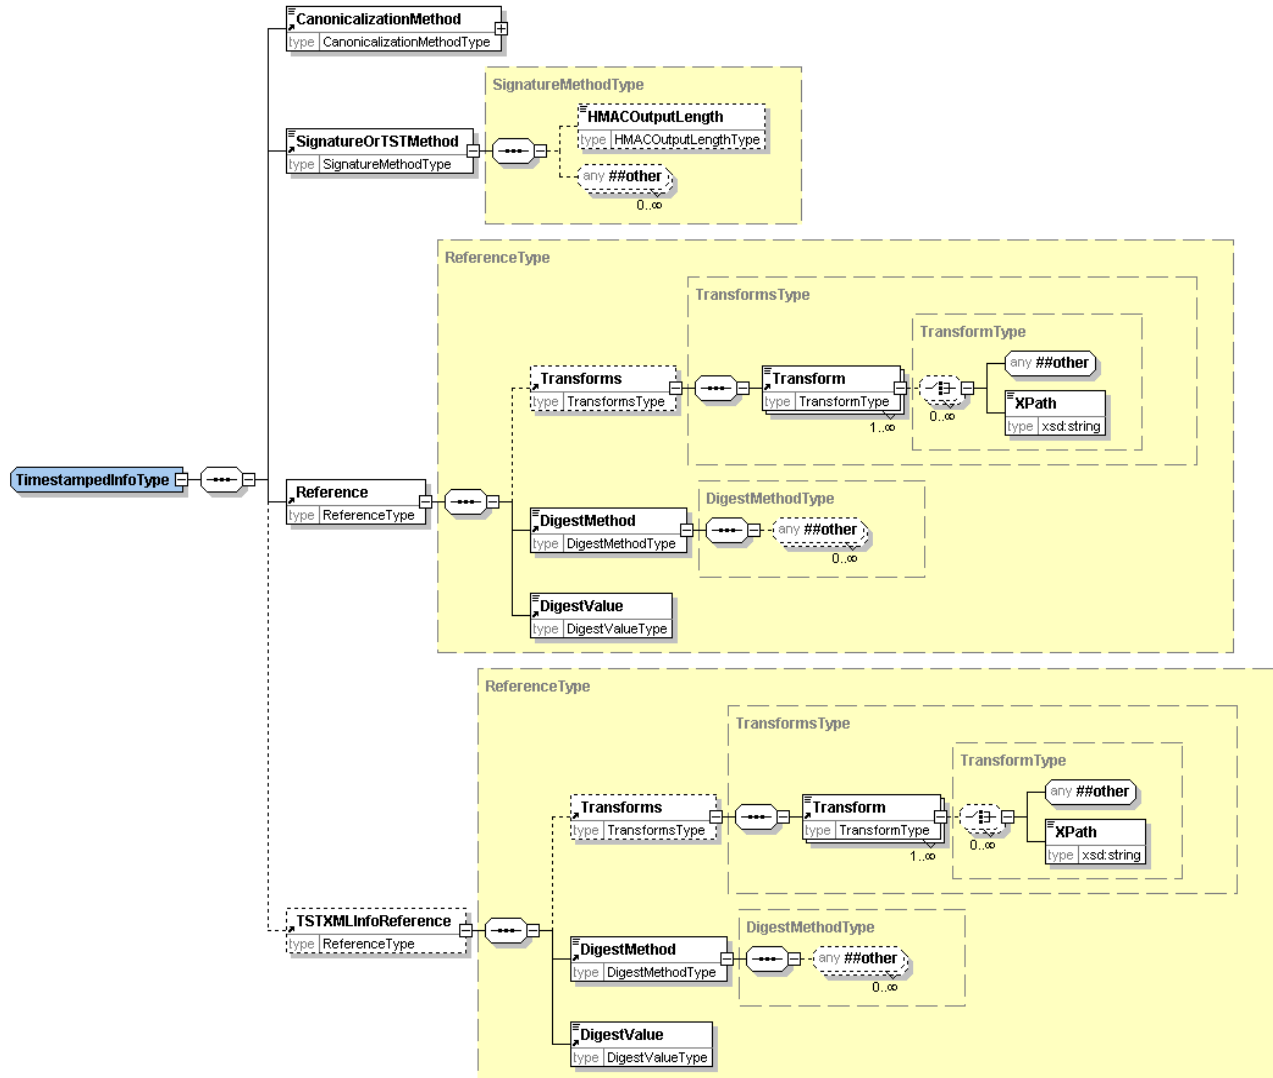 CanonicalizationMethod
type CanonicalizationMethodType
SignatureMethodType
HMACOutputLength
type HMACOutputLengthType
SignatureOrTSTMethod
type SignatureMethodType
any ##other
0..∞
ReferenceType
TransformsType
TransformType
any ##other
Transforms
type TransformsType
Transform
type TransformType
1..∞
0..∞
XPath
type xsd:string
TimestampedInfoType
Reference
type ReferenceType
DigestMethodType
DigestMethod
type DigestMethodType
any ##other
0..∞
DigestValue
type DigestValueType
ReferenceType
TransformsType
TransformType
any ##other
Transforms
type TransformsType
Transform
type TransformType
1..∞
0..∞
XPath
type xsd:string
TSTXMLInfoReference
type ReferenceType
DigestMethodType
DigestMethod
type DigestMethodType
any ##other
0..∞
DigestValue
type DigestValueType